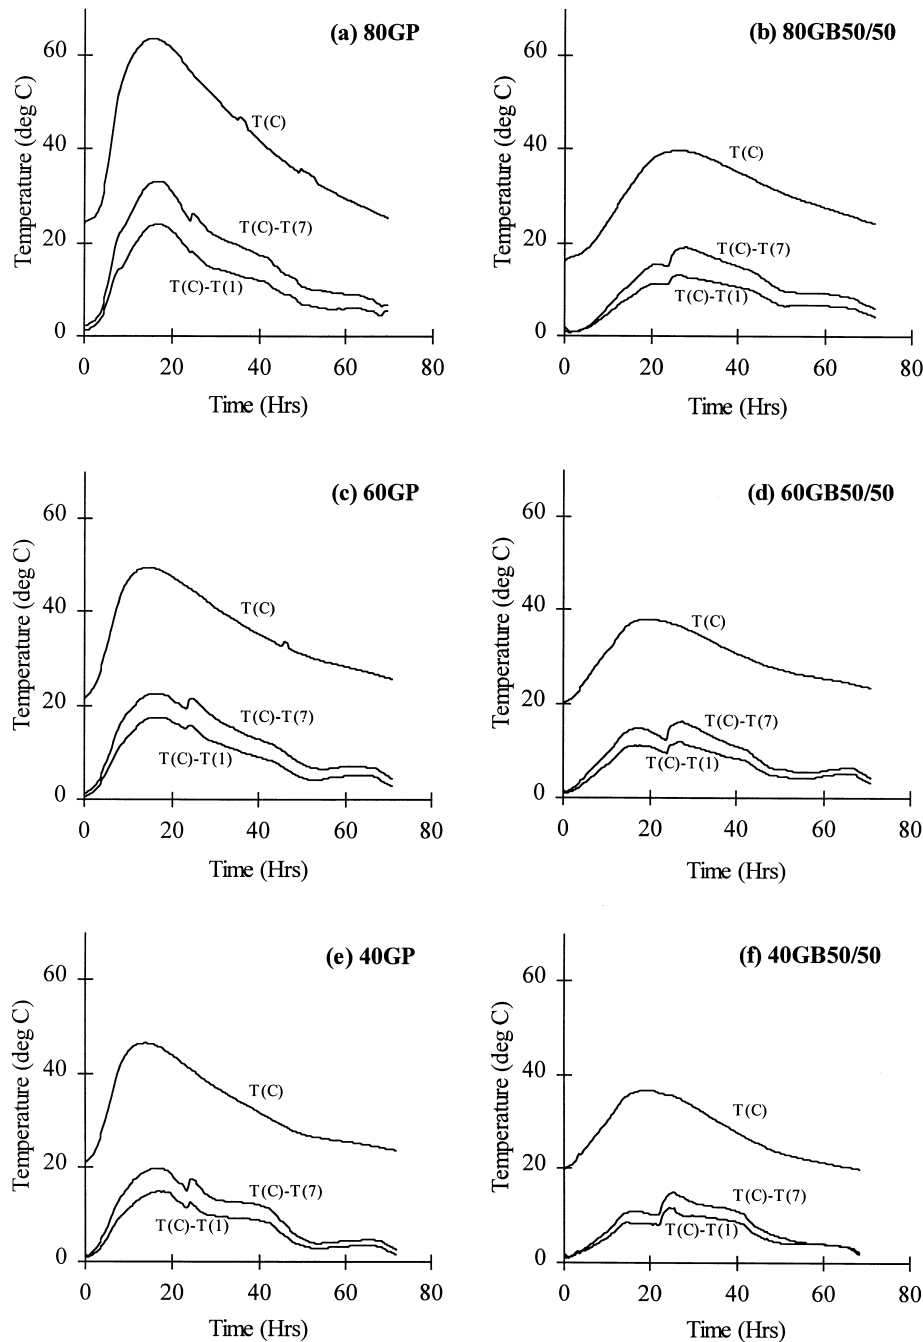 (a) 80GP
60
40
20
0
Temperature (deg C)
T(C)
T(C)-T(7)
T(C)-T(1)
0 20 40 60 80
Time (Hrs)
(b) 80GB50/50
60
40
20
0
Temperature (deg C)
T(C)
T(C)-T(7)
T(C)-T(1)
0 20 40 60 80
Time (Hrs)
(c) 60GP
60
40
20
0
Temperature (deg C)
T(C)
T(C)-T(7)
T(C)-T(1)
0 20 40 60 80
Time (Hrs)
(d) 60GB50/50
60
40
20
0
Temperature (deg C)
T(C)
T(C)-T(7)
T(C)-T(1)
0 20 40 60 80
Time (Hrs)
(e) 40GP
60
40
20
0
Temperature (deg C)
T(C)
T(C)-T(7)
T(C)-T(1)
0 20 40 60 80
Time (Hrs)
(f) 40GB50/50
60
40
20
0
Temperature (deg C)
T(C)
T(C)-T(7)
T(C)-T(1)
0 20 40 60 80
Time (Hrs)